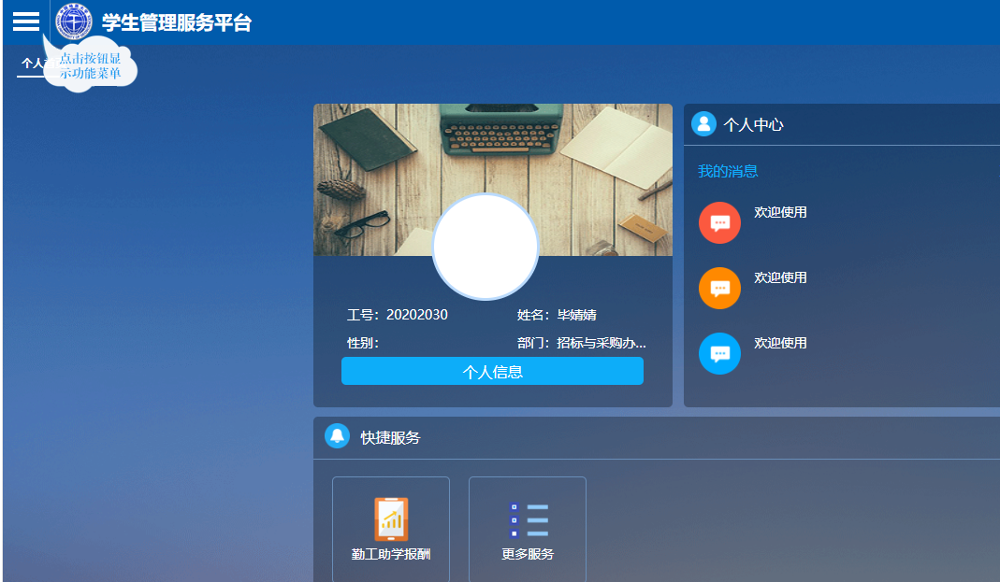 学生管理服务平台
个人
点击按钮显
示功能菜单
个人中心
我的消息
欢迎使用
欢迎使用
欢迎使用
工号：20202030
姓名：毕婧婧
性别：
部门：招标与采购办...
个人信息
快捷服务
勤工助学报酬
更多服务